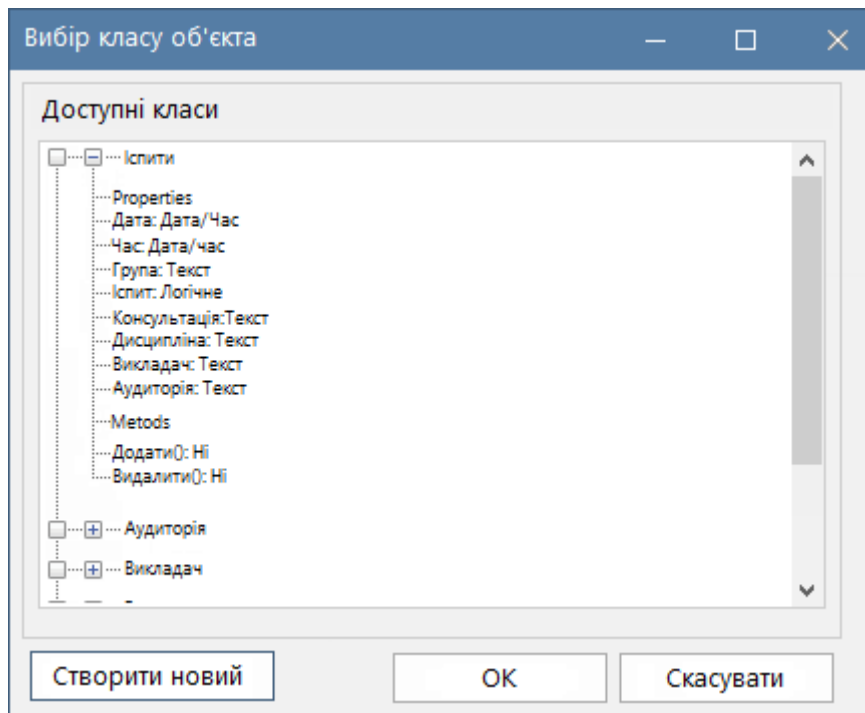 Вибір класу об'єкта
Доступні класи
Іспити
Properties
Дата: Дата/Час
Час: Дата/час
Група: Текст
Іспит: Логічне
Консультація:Текст
Дисципліна: Текст
Викладач: Текст
Аудиторія: Текст
Metods
Додати(): Ні
Видалити(): Ні
Аудиторія
Викладач
Створити новий
ОК
Скасувати